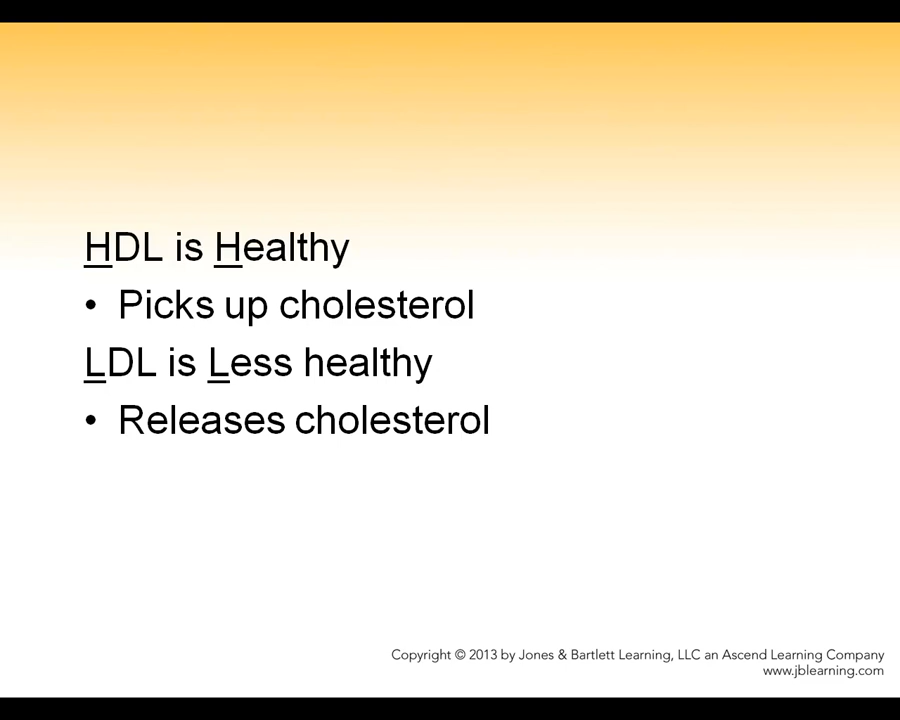 HDL is Healthy
• Picks up cholesterol
LDL is Less healthy
• Releases cholesterol
Copyright © 2013 by Jones & Bartlett Learning, LLC an Ascend Learning Company
www.jblearning.com